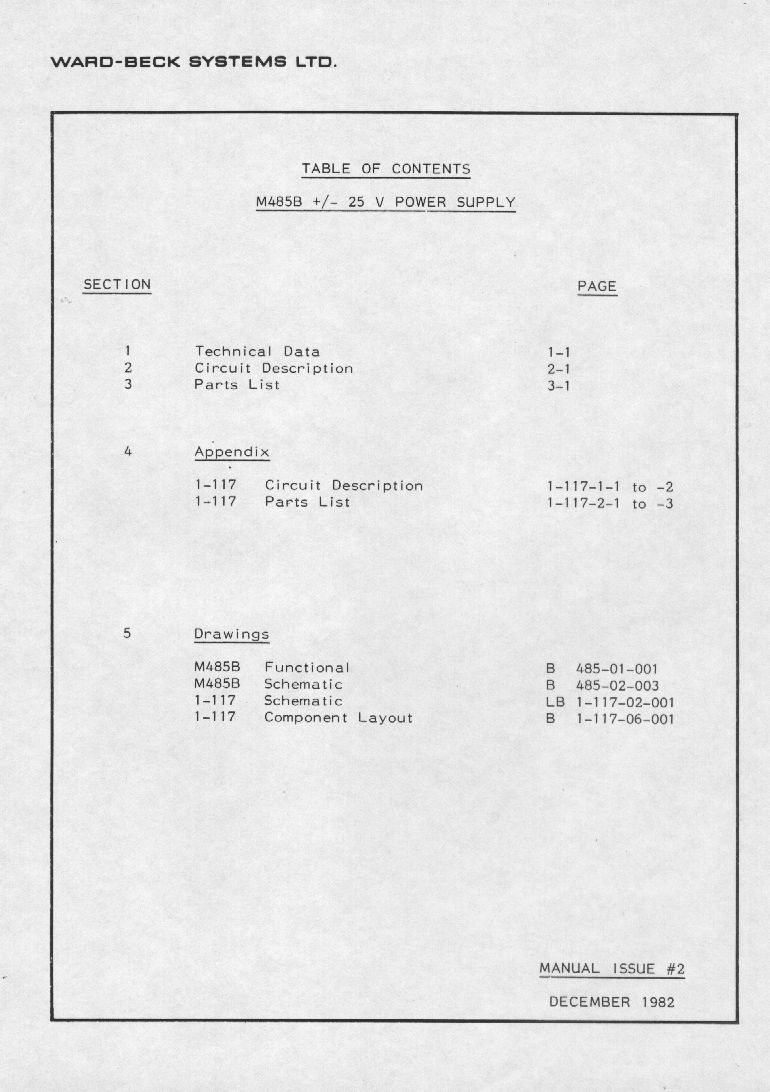 WARD-BECK SYSTEMS LTD.
TABLE OF CONTENTS
M485B +/- 25 V POWER SUPPLY
SECTION PAGE
1 Technical Data 1-1
2 Circuit Description 2-1
3 Parts List 3-1
4 Appendix
1-117 Circuit Description 1-117-1-1 to -2
1-117 Parts List 1-117-2-1 to -3
5 Drawings
M485B Functional B 485-01-001
M485B Schematic B 485-02-003
1-117 Schematic LB 1-117-02-001
1-117 Component Layout B 1-117-06-001
MANUAL ISSUE #2
DECEMBER 1982